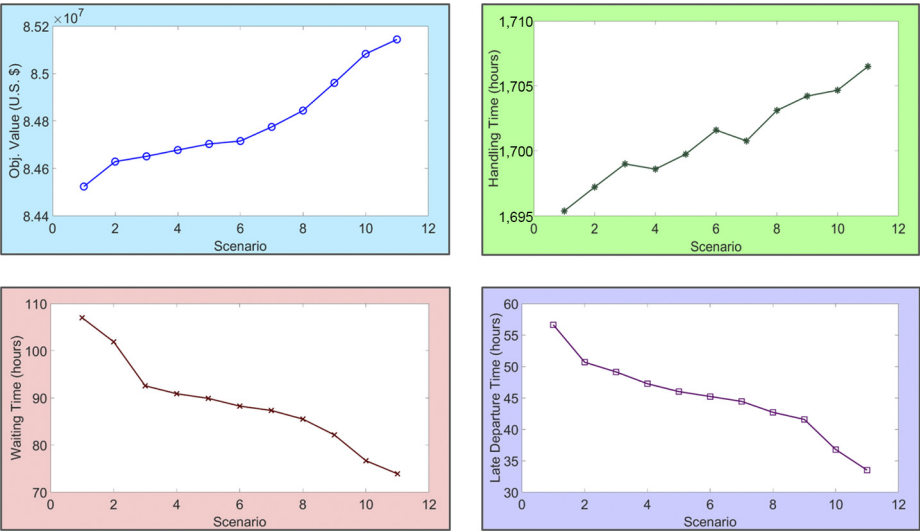 ×10⁷
8.52
8.5
8.48
8.46
8.44
0 2 4 6 8 10 12
Scenario
Obj. Value (U.S. $)
1,710
1,705
1,700
1,695
0 2 4 6 8 10 12
Scenario
Handling Time (hours)
110
100
90
80
70
0 2 4 6 8 10 12
Scenario
Waiting Time (hours)
60
55
50
45
40
35
30
0 2 4 6 8 10 12
Scenario
Late Departure Time (hours)